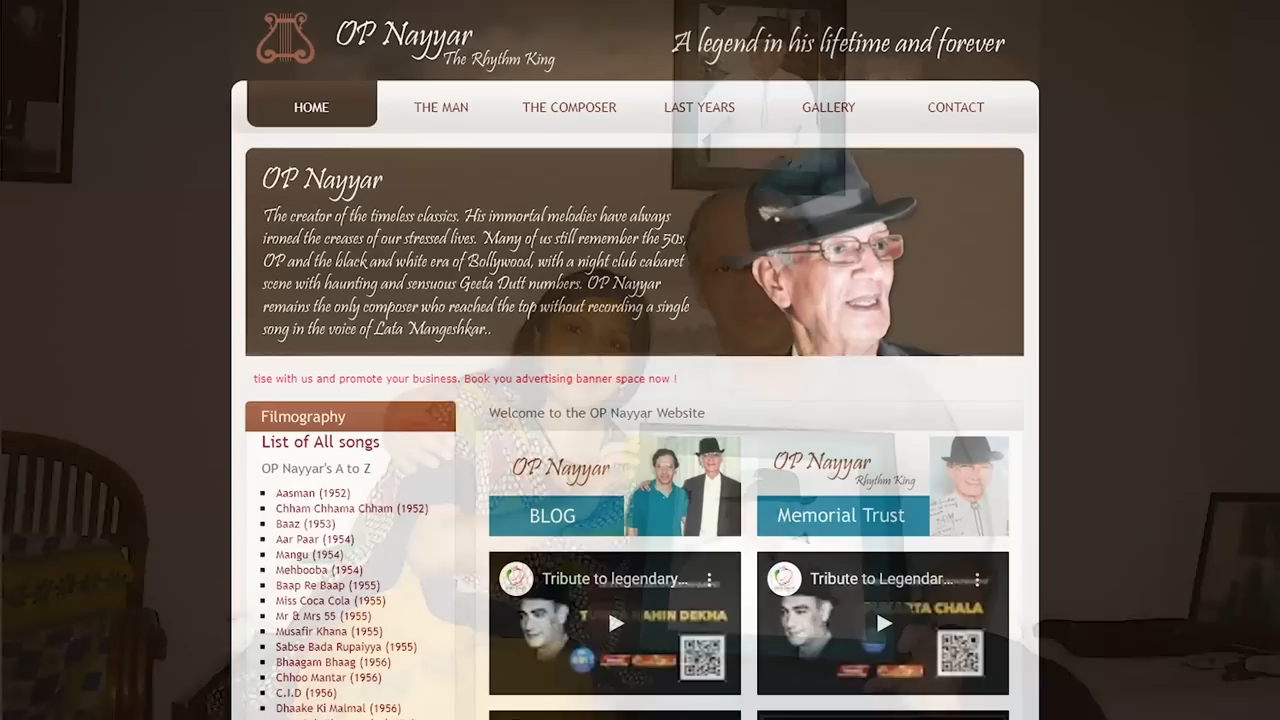 OP Nayyar
The Rhythm King
A legend in his lifetime and forever
HOME
THE MAN
THE COMPOSER
LAST YEARS
GALLERY
CONTACT
OP Nayyar
The creator of the timeless classics. His immortal melodies have always
ironed the creases of our stressed lives. Many of us still remember the 50s,
OP and the black and white era of Bollywood, with a night club cabaret
scene with haunting and sensuous Geeta Dutt numbers. OP Nayyar
remains the only composer who reached the top without recording a single
song in the voice of Lata Mangeshkar..
tise with us and promote your business. Book you advertising banner space now !
Filmography
List of All songs
OP Nayyar's A to Z
Aasman (1952)
Chham Chhama Chham (1952)
Baaz (1953)
Aar Paar (1954)
Mangu (1954)
Mehbooba (1954)
Baap Re Baap (1955)
Miss Coca Cola (1955)
Mr & Mrs 55 (1955)
Musafir Khana (1955)
Sabse Bada Rupaiyya (1955)
Bhaagam Bhaag (1956)
Chhoo Mantar (1956)
C.I.D (1956)
Dhaake Ki Malmal (1956)
Welcome to the OP Nayyar Website
OP Nayyar
BLOG
OP Nayyar
Rhythm King
Memorial Trust
Tribute to legendary...
NAHIN DEKHA
Tribute to Legendar...
CHALA